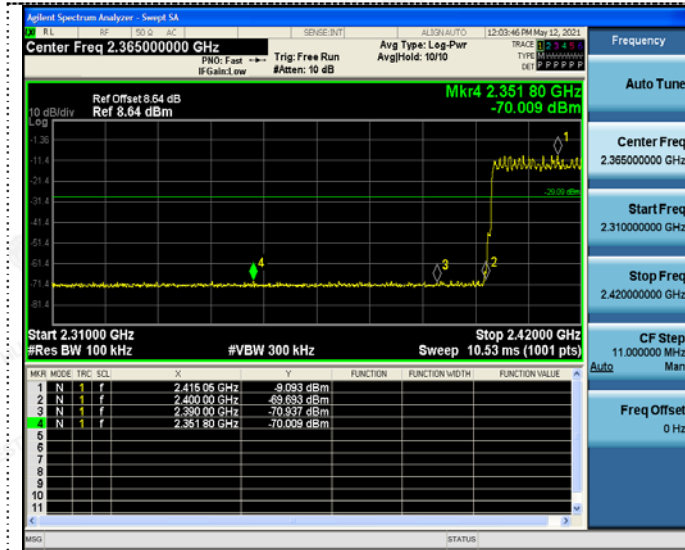 Agilent Spectrum Analyzer - Swept SA
RL RF 50 Ω AC SENSE:INT ALIGNAUTO 12:03:46 PM May 12, 2021
Center Freq 2.365000000 GHz
PNO: Fast
IFGain:Low
Trig: Free Run
#Atten: 10 dB
Avg Type: Log-Pwr
Avg|Hold: 10/10
TRACE 1 2 3 4 5 6
TYPE M
DET P P P P P P
Ref Offset 8.64 dB
10 dB/div Ref 8.64 dBm
Log
Mkr4 2.351 80 GHz
-70.009 dBm
1
-1.36
-11.4
-21.4
-29.09 dBm
-31.4
-41.4
-51.4
-61.4
4 3 2
-71.4
-81.4
Start 2.31000 GHz Stop 2.42000 GHz
#Res BW 100 kHz #VBW 300 kHz Sweep 10.53 ms (1001 pts)
MKR MODE TRC SCL X Y FUNCTION FUNCTION WIDTH FUNCTION VALUE
1 N 1 f 2.415 05 GHz -9.093 dBm
2 N 1 f 2.400 00 GHz -69.693 dBm
3 N 1 f 2.390 00 GHz -70.937 dBm
4 N 1 f 2.351 80 GHz -70.009 dBm
5
6
7
8
9
10
11
MSG STATUS
Frequency
Auto Tune
Center Freq
2.365000000 GHz
Start Freq
2.310000000 GHz
Stop Freq
2.420000000 GHz
CF Step
11.000000 MHz
Auto Man
Freq Offset
0 Hz